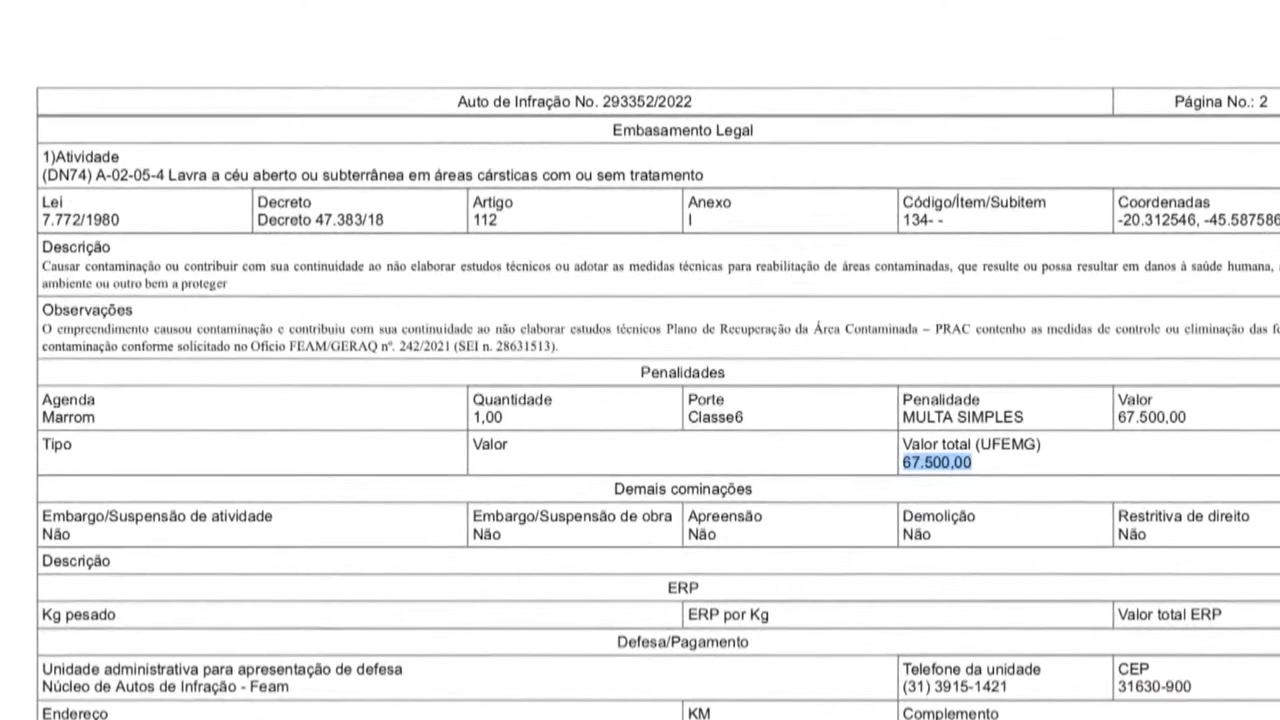 Auto de Infração No. 293352/2022
Página No.: 2
Embasamento Legal
1)Atividade
(DN74) A-02-05-4 Lavra a céu aberto ou subterrânea em áreas cársticas com ou sem tratamento
Lei
7.772/1980
Decreto
Decreto 47.383/18
Artigo
112
Anexo
I
Código/Ítem/Subitem
134- -
Coordenadas
-20.312546, -45.587586
Descrição
Causar contaminação ou contribuir com sua continuidade ao não elaborar estudos técnicos ou adotar as medidas técnicas para reabilitação de áreas contaminadas, que resulte ou possa resultar em danos à saúde humana,
ambiente ou outro bem a proteger
Observações
O empreendimento causou contaminação e contribuiu com sua continuidade ao não elaborar estudos técnicos Plano de Recuperação da Área Contaminada – PRAC contenho as medidas de controle ou eliminação das
contaminação conforme solicitado no Oficio FEAM/GERAQ nº. 242/2021 (SEI n. 28631513).
Penalidades
Agenda
Marrom
Quantidade
1,00
Porte
Classe6
Penalidade
MULTA SIMPLES
Valor
67.500,00
Tipo
Valor
Valor total (UFEMG)
67.500,00
Demais cominações
Embargo/Suspensão de atividade
Não
Embargo/Suspensão de obra
Não
Apreensão
Não
Demolição
Não
Restritiva de direito
Não
Descrição
ERP
Kg pesado
ERP por Kg
Valor total ERP
Defesa/Pagamento
Unidade administrativa para apresentação de defesa
Núcleo de Autos de Infração - Feam
Telefone da unidade
(31) 3915-1421
CEP
31630-900
Endereço
KM
Complemento